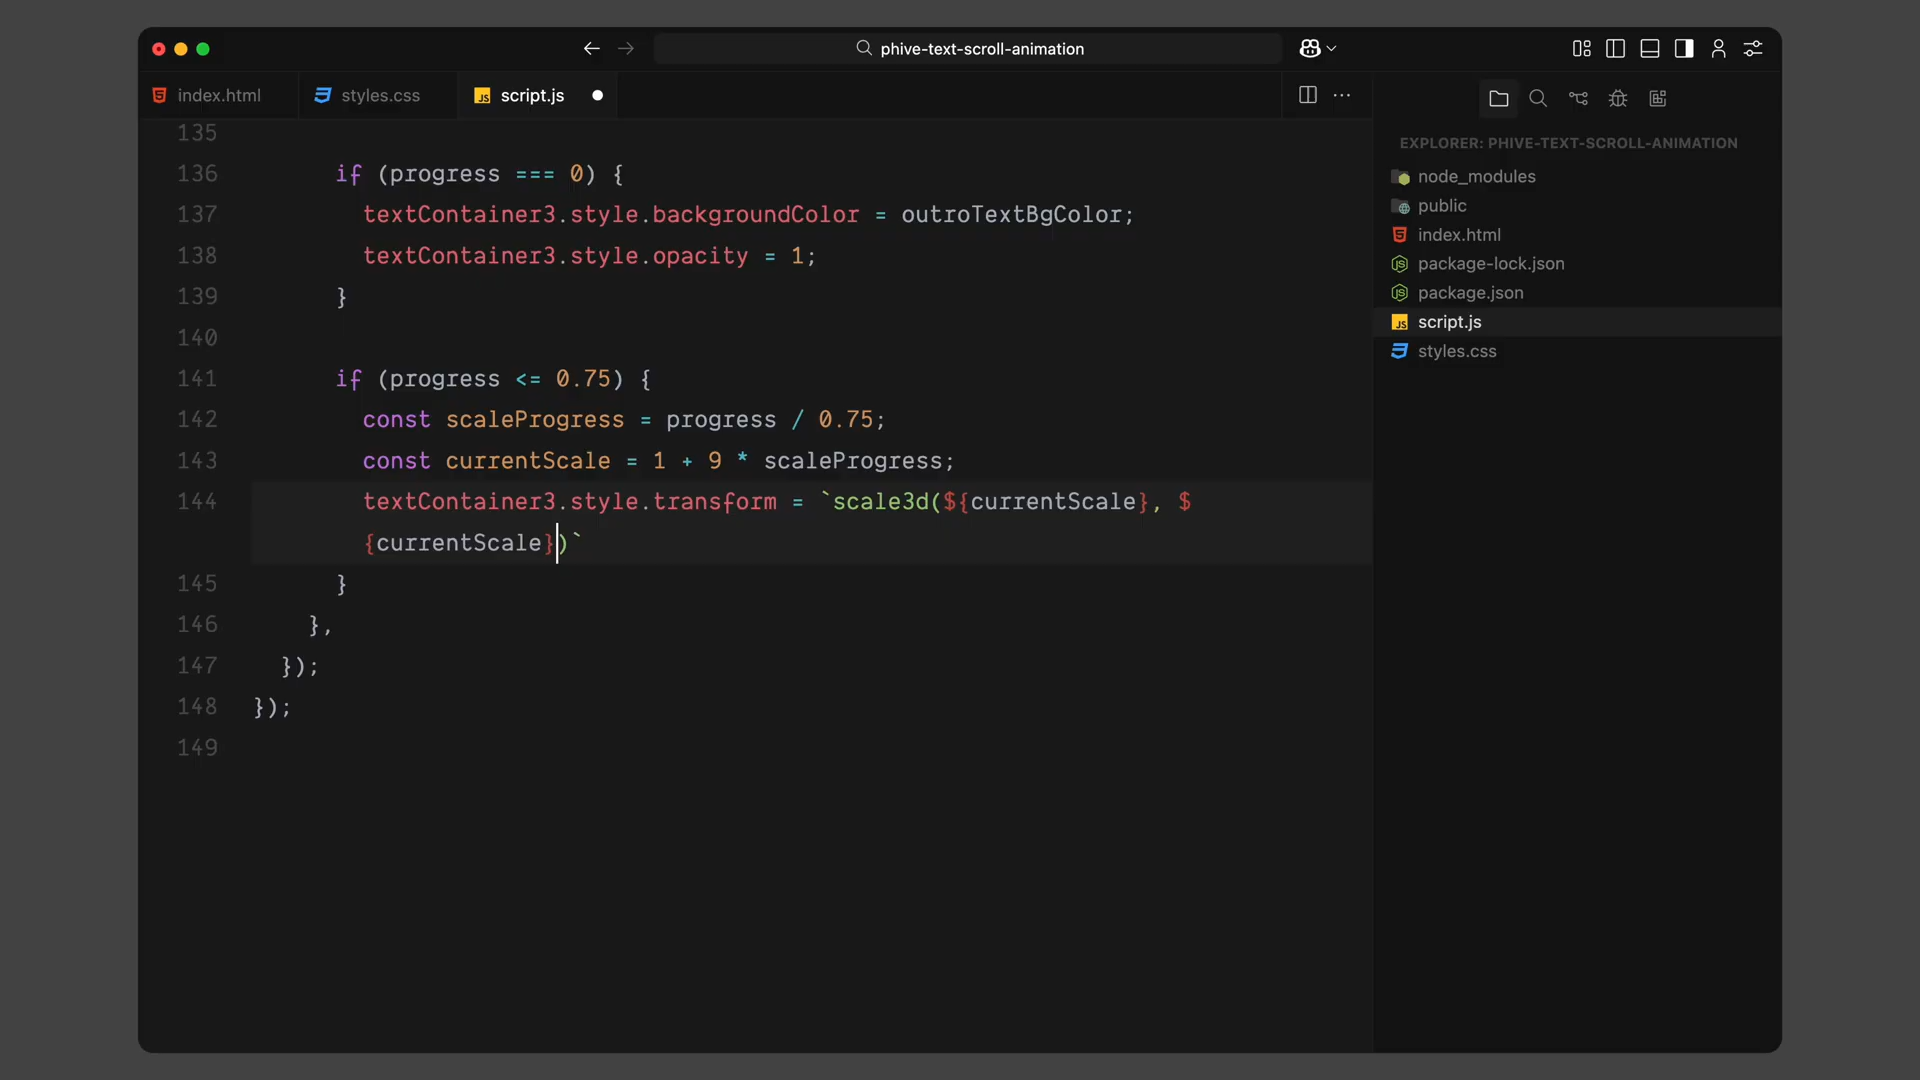 phive-text-scroll-animation
index.html
styles.css
script.js
EXPLORER: PHIVE-TEXT-SCROLL-ANIMATION
node_modules
public
index.html
package-lock.json
package.json
script.js
styles.css
135
136 if (progress === 0) {
137 textContainer3.style.backgroundColor = outroTextBgColor;
138 textContainer3.style.opacity = 1;
139 }
140
141 if (progress <= 0.75) {
142 const scaleProgress = progress / 0.75;
143 const currentScale = 1 + 9 * scaleProgress;
144 textContainer3.style.transform = `scale3d(${currentScale}, $
{currentScale})`
145 }
146 },
147 });
148 });
149